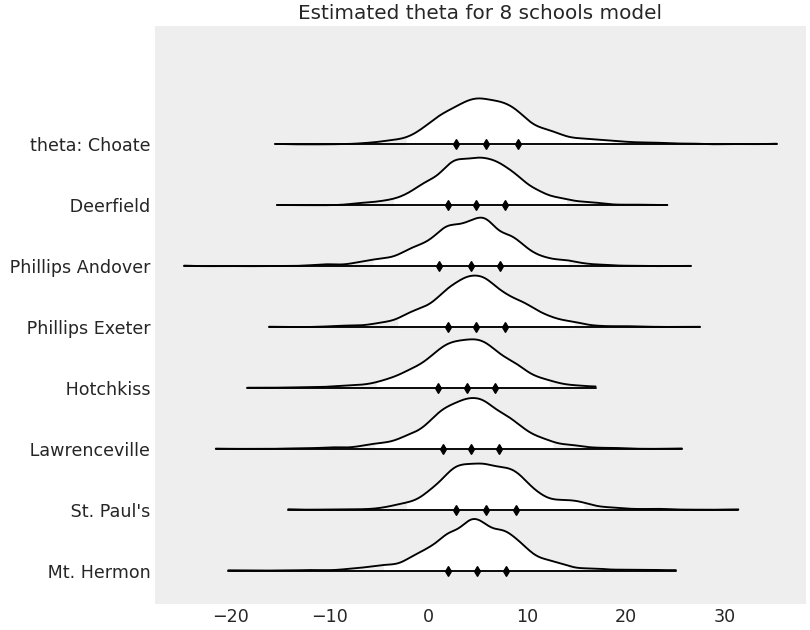 Estimated theta for 8 schools model
theta: Choate
Deerfield
Phillips Andover
Phillips Exeter
Hotchkiss
Lawrenceville
St. Paul's
Mt. Hermon
−20 −10 0 10 20 30